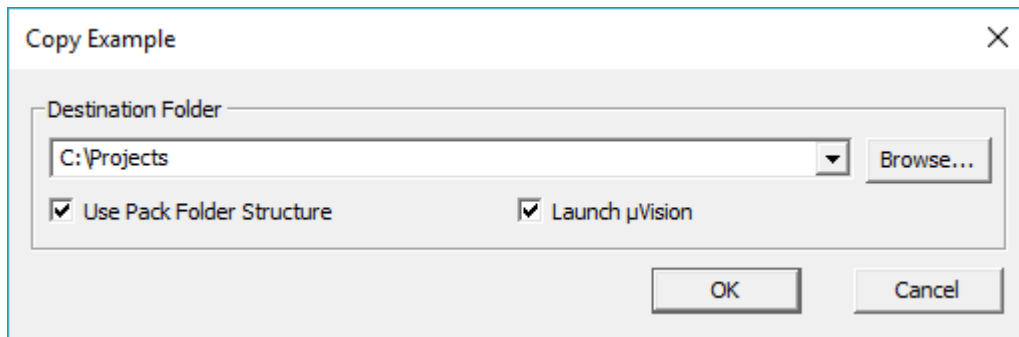 Copy Example
Destination Folder
C:\Projects
Browse...
Use Pack Folder Structure
Launch µVision
OK
Cancel